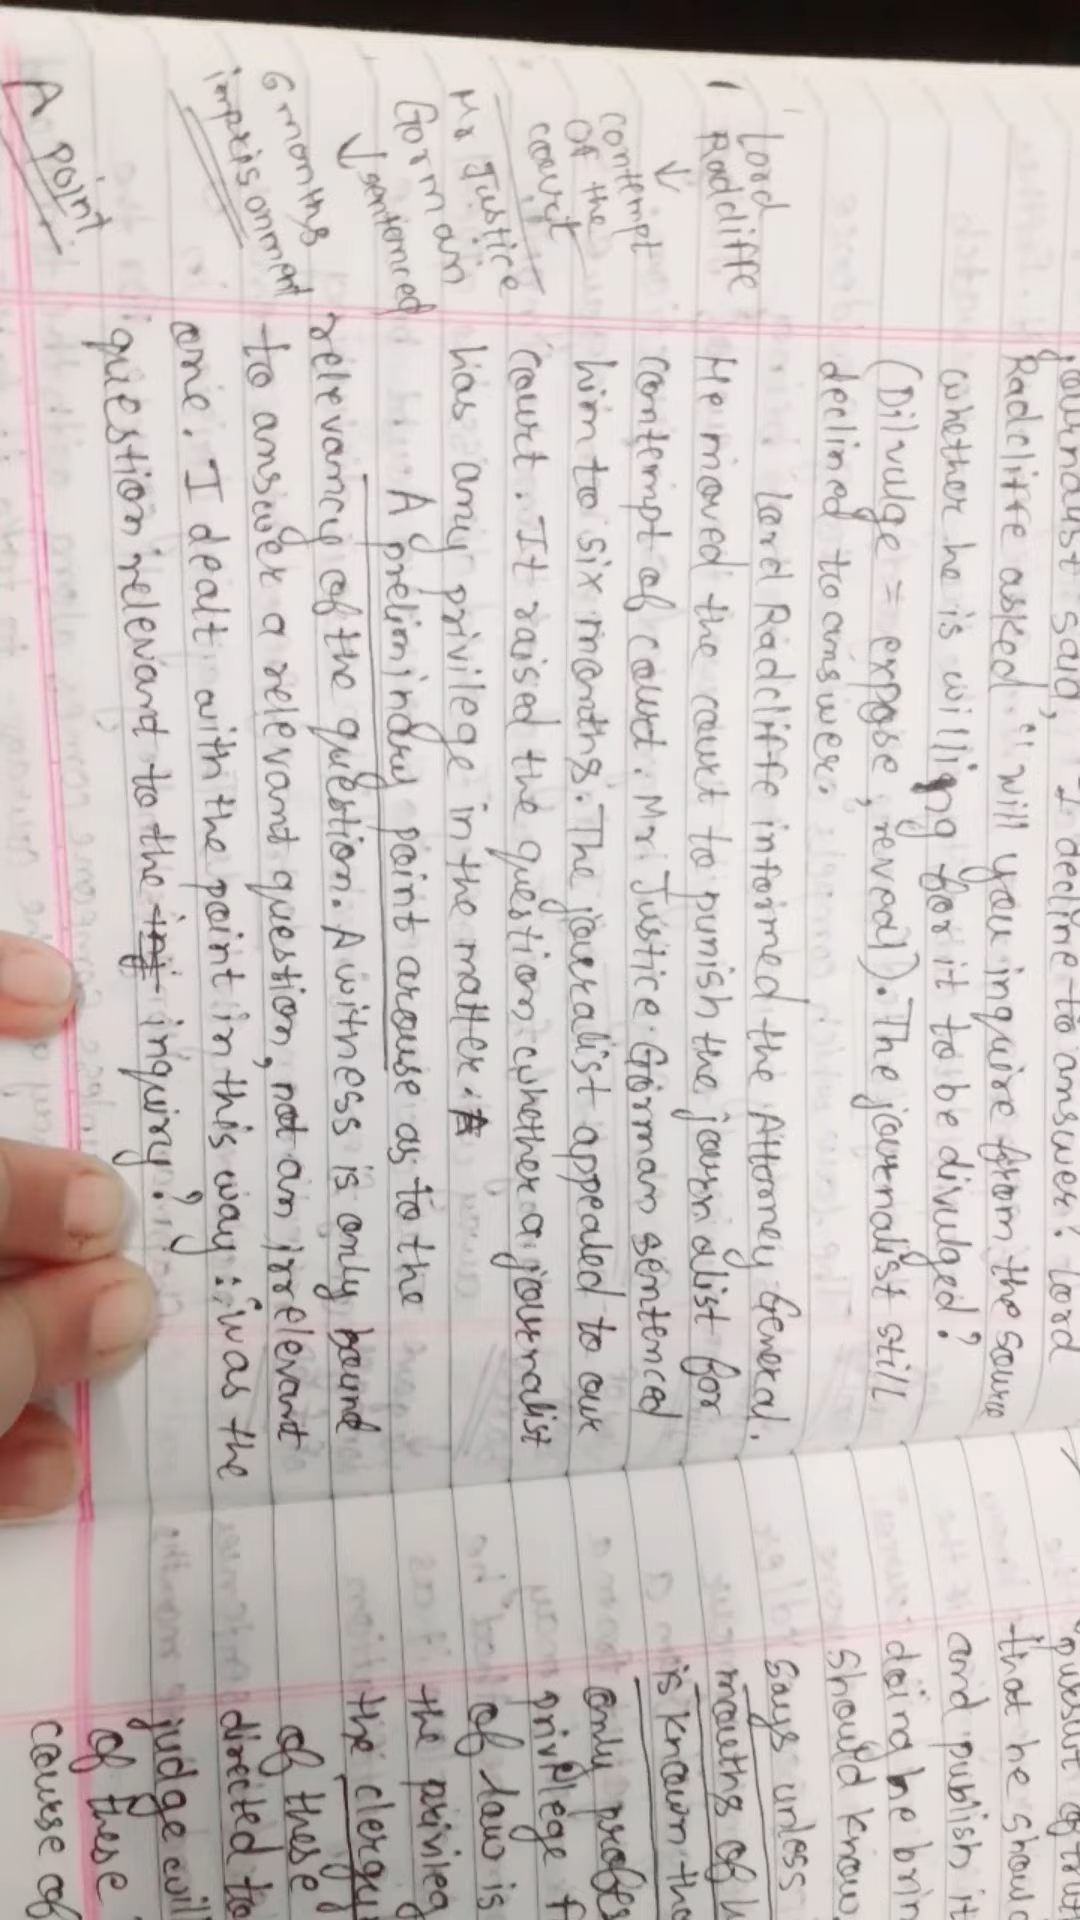 journalist said, "I decline to answer". Lord
Radclife asked "will you inquire from the source
whether he is willing for it to be divulged?
(Dilvulge = expose, reveal). The journalist still
declined to answer.
Lord Radcliffe informed the Attorney General.
He moved the court to punish the journalist for
contempt of court. Mr Justice Gorman sentenced
him to six months. The jouralist appealed to our
court. It raised the question, whether a journalist
has any privilege in the matter.
A preliminary point arouse as to the
relevancy of the question. A witness is only bound
to answer a relevant question, not an irrelevant
one. I dealt with the point in this way: "was the
question relevant to the inquiry?
Lord
Raddiffe
↓
contempt
of the
court
Mr Justice
Gorman
↓ sentenced
6 months
imprisonment
A point
pursuit of trut
that he shoul
and publish it
doing he brin
should know.
says unless
mouths of h
is known tha
only profes
privilege f
of law is
the privileg
the clergy
of these
directed to
judge will
of these
course of